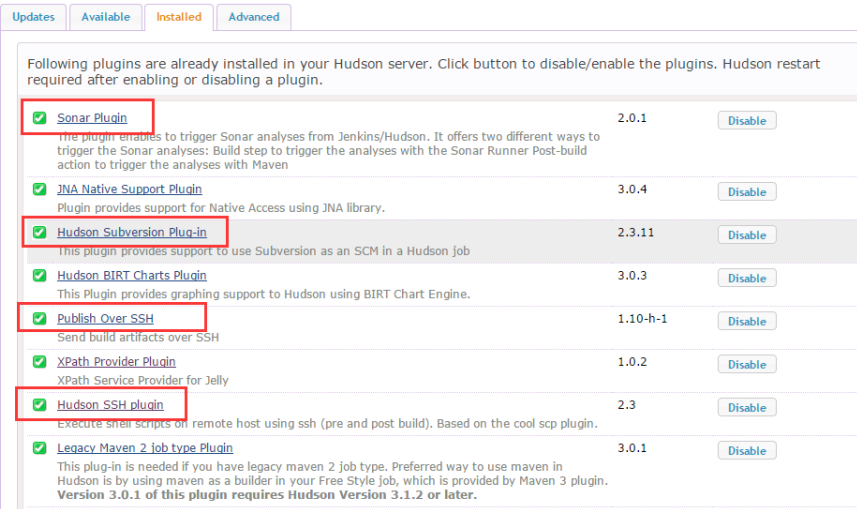 Updates Available Installed Advanced
Following plugins are already installed in your Hudson server. Click button to disable/enable the plugins. Hudson restart
required after enabling or disabling a plugin.
Sonar Plugin 2.0.1 Disable
The plugin enables to trigger Sonar analyses from Jenkins/Hudson. It offers two different ways to
trigger the Sonar analyses: Build step to trigger the analyses with the Sonar Runner Post-build
action to trigger the analyses with Maven
JNA Native Support Plugin 3.0.4 Disable
Plugin provides support for Native Access using JNA library.
Hudson Subversion Plug-in 2.3.11 Disable
This plugin provides support to use Subversion as an SCM in a Hudson job
Hudson BIRT Charts Plugin 3.0.3 Disable
This Plugin provides graphing support to Hudson using BIRT Chart Engine.
Publish Over SSH 1.10-h-1 Disable
Send build artifacts over SSH
XPath Provider Plugin 1.0.2 Disable
XPath Service Provider for Jelly
Hudson SSH plugin 2.3 Disable
Execute shell scripts on remote host using ssh (pre and post build). Based on the cool scp plugin.
Legacy Maven 2 job type Plugin 3.0.1 Disable
This plug-in is needed if you have legacy maven 2 job type. Preferred way to use maven in
Hudson is by using maven as a builder in your Free Style job, which is provided by Maven 3 plugin.
Version 3.0.1 of this plugin requires Hudson Version 3.1.2 or later.